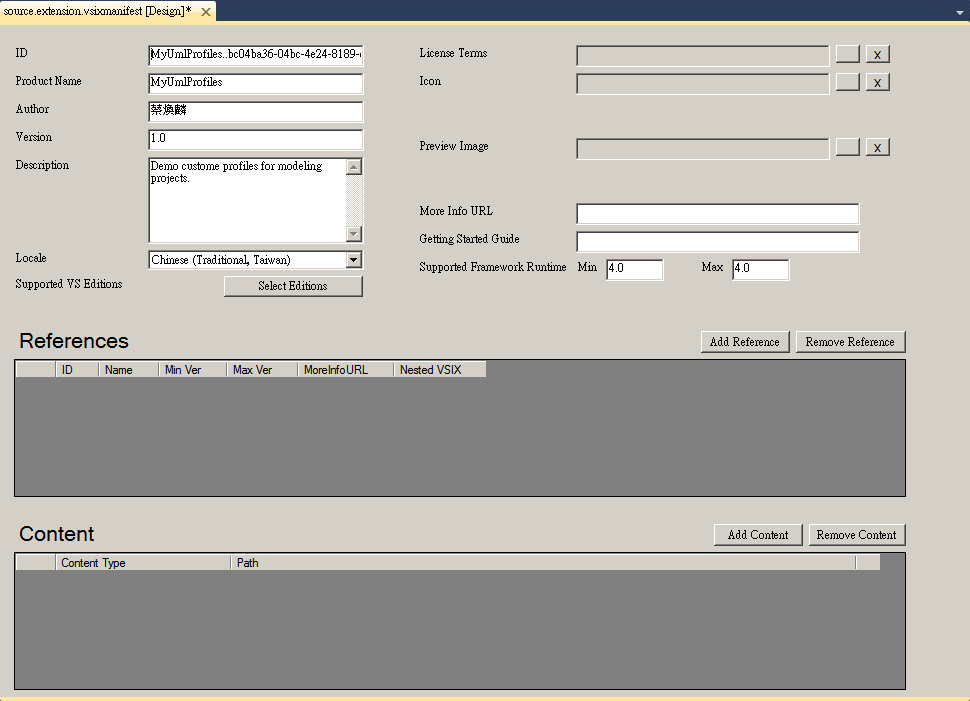 source.extension.vsixmanifest [Design]*
ID
MyUmlProfiles..bc04ba36-04bc-4e24-8189-
Product Name
MyUmlProfiles
Author
蔡煥麟
Version
1.0
Description
Demo custome profiles for modeling
projects.
Locale
Chinese (Traditional, Taiwan)
Supported VS Editions
Select Editions
License Terms
x
Icon
x
Preview Image
x
More Info URL
Getting Started Guide
Supported Framework Runtime Min 4.0 Max 4.0
References
Add Reference Remove Reference
ID Name Min Ver Max Ver MoreInfoURL Nested VSIX
Content
Add Content Remove Content
Content Type Path